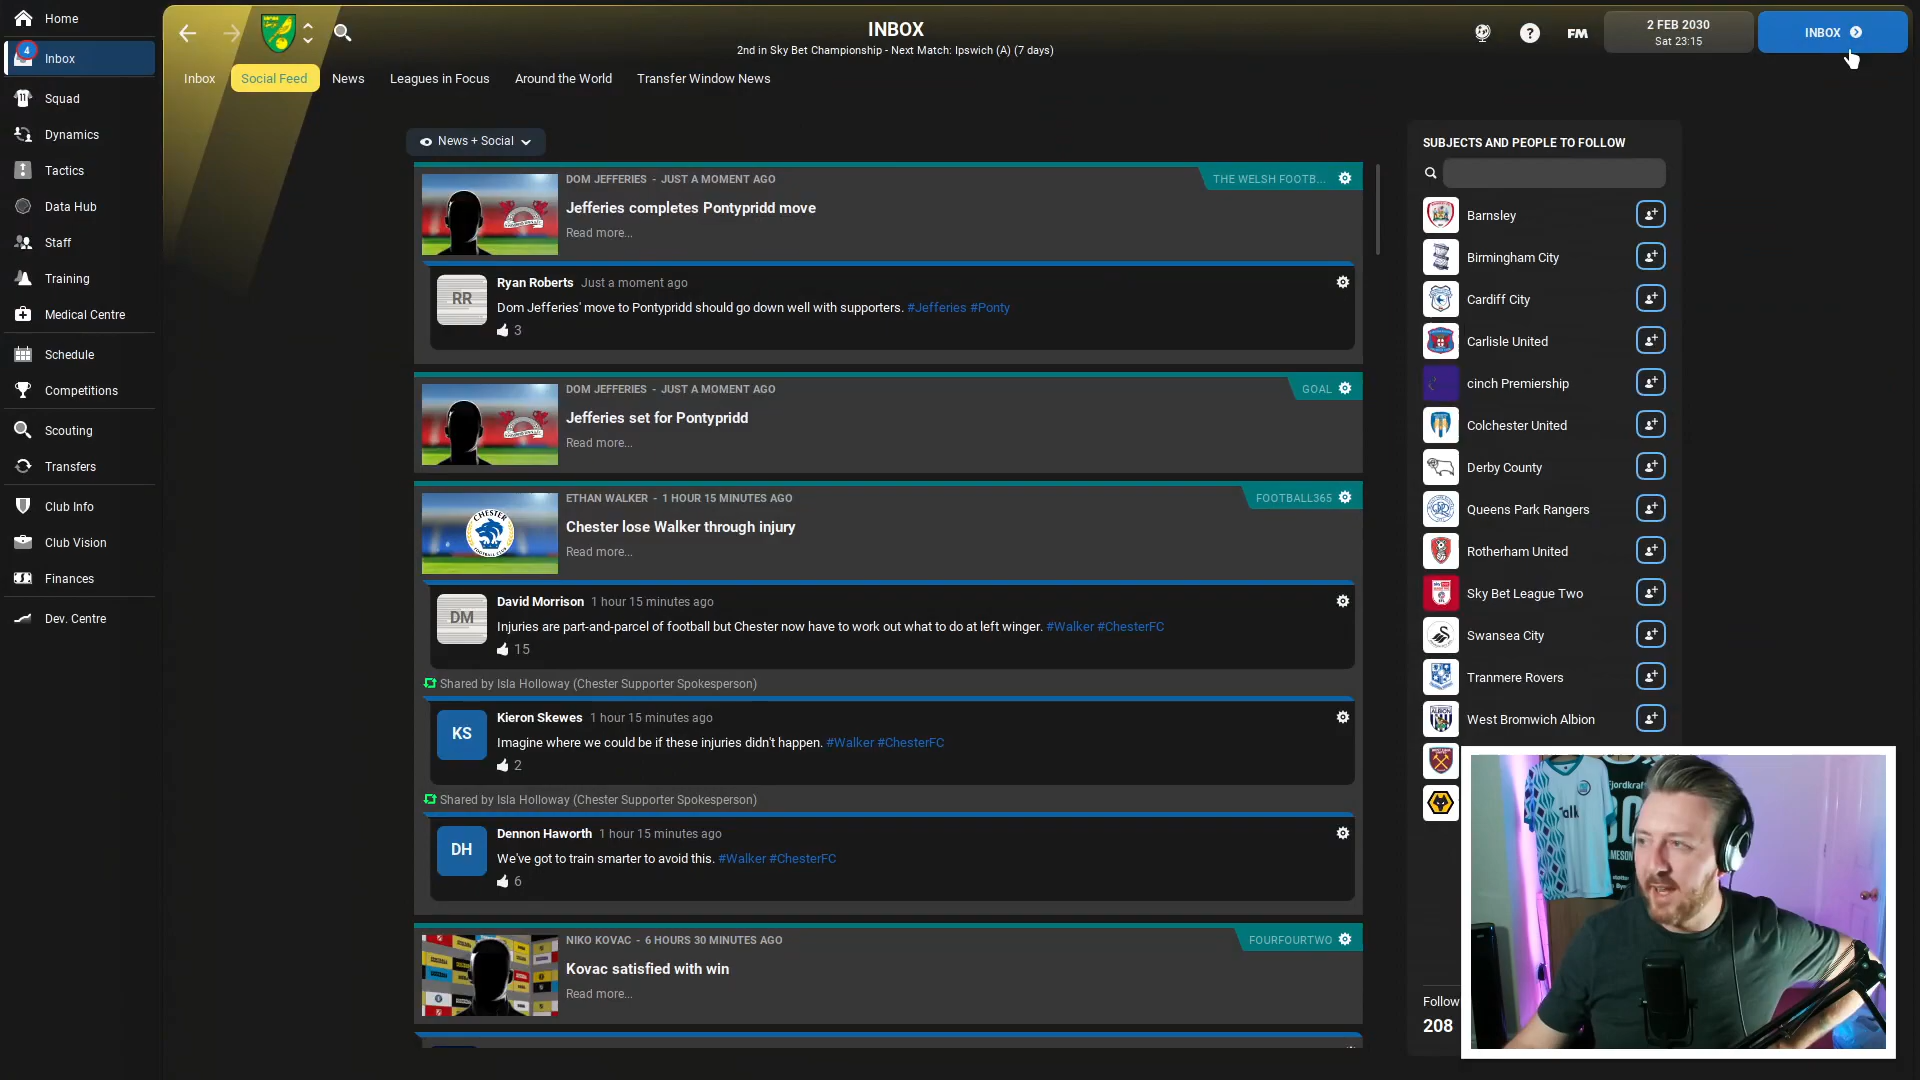 Home
4
Inbox
Squad
Dynamics
Tactics
Data Hub
Staff
Training
Medical Centre
Schedule
Competitions
Scouting
Transfers
Club Info
Club Vision
Finances
Dev. Centre
INBOX
2nd in Sky Bet Championship - Next Match: Ipswich (A) (7 days)
?
FM
2 FEB 2030
Sat 23:15
INBOX
Inbox
Social Feed
News
Leagues in Focus
Around the World
Transfer Window News
News + Social
DOM JEFFERIES - JUST A MOMENT AGO
THE WELSH FOOTB...
Jefferies completes Pontypridd move
Read more...
RR
Ryan Roberts Just a moment ago
Dom Jefferies' move to Pontypridd should go down well with supporters. #Jefferies #Ponty
3
DOM JEFFERIES - JUST A MOMENT AGO
GOAL
Jefferies set for Pontypridd
Read more...
ETHAN WALKER - 1 HOUR 15 MINUTES AGO
FOOTBALL365
CHESTER
Chester lose Walker through injury
Read more...
DM
David Morrison 1 hour 15 minutes ago
Injuries are part-and-parcel of football but Chester now have to work out what to do at left winger. #Walker #ChesterFC
15
Shared by Isla Holloway (Chester Supporter Spokesperson)
KS
Kieron Skewes 1 hour 15 minutes ago
Imagine where we could be if these injuries didn't happen. #Walker #ChesterFC
2
Shared by Isla Holloway (Chester Supporter Spokesperson)
DH
Dennon Haworth 1 hour 15 minutes ago
We've got to train smarter to avoid this. #Walker #ChesterFC
6
NIKO KOVAC - 6 HOURS 30 MINUTES AGO
FOURFOURTWO
Kovac satisfied with win
Read more...
SUBJECTS AND PEOPLE TO FOLLOW
Barnsley
Birmingham City
Cardiff City
Carlisle United
cinch Premiership
Colchester United
Derby County
Queens Park Rangers
Rotherham United
Sky Bet League Two
Swansea City
Tranmere Rovers
West Bromwich Albion
Follow
208